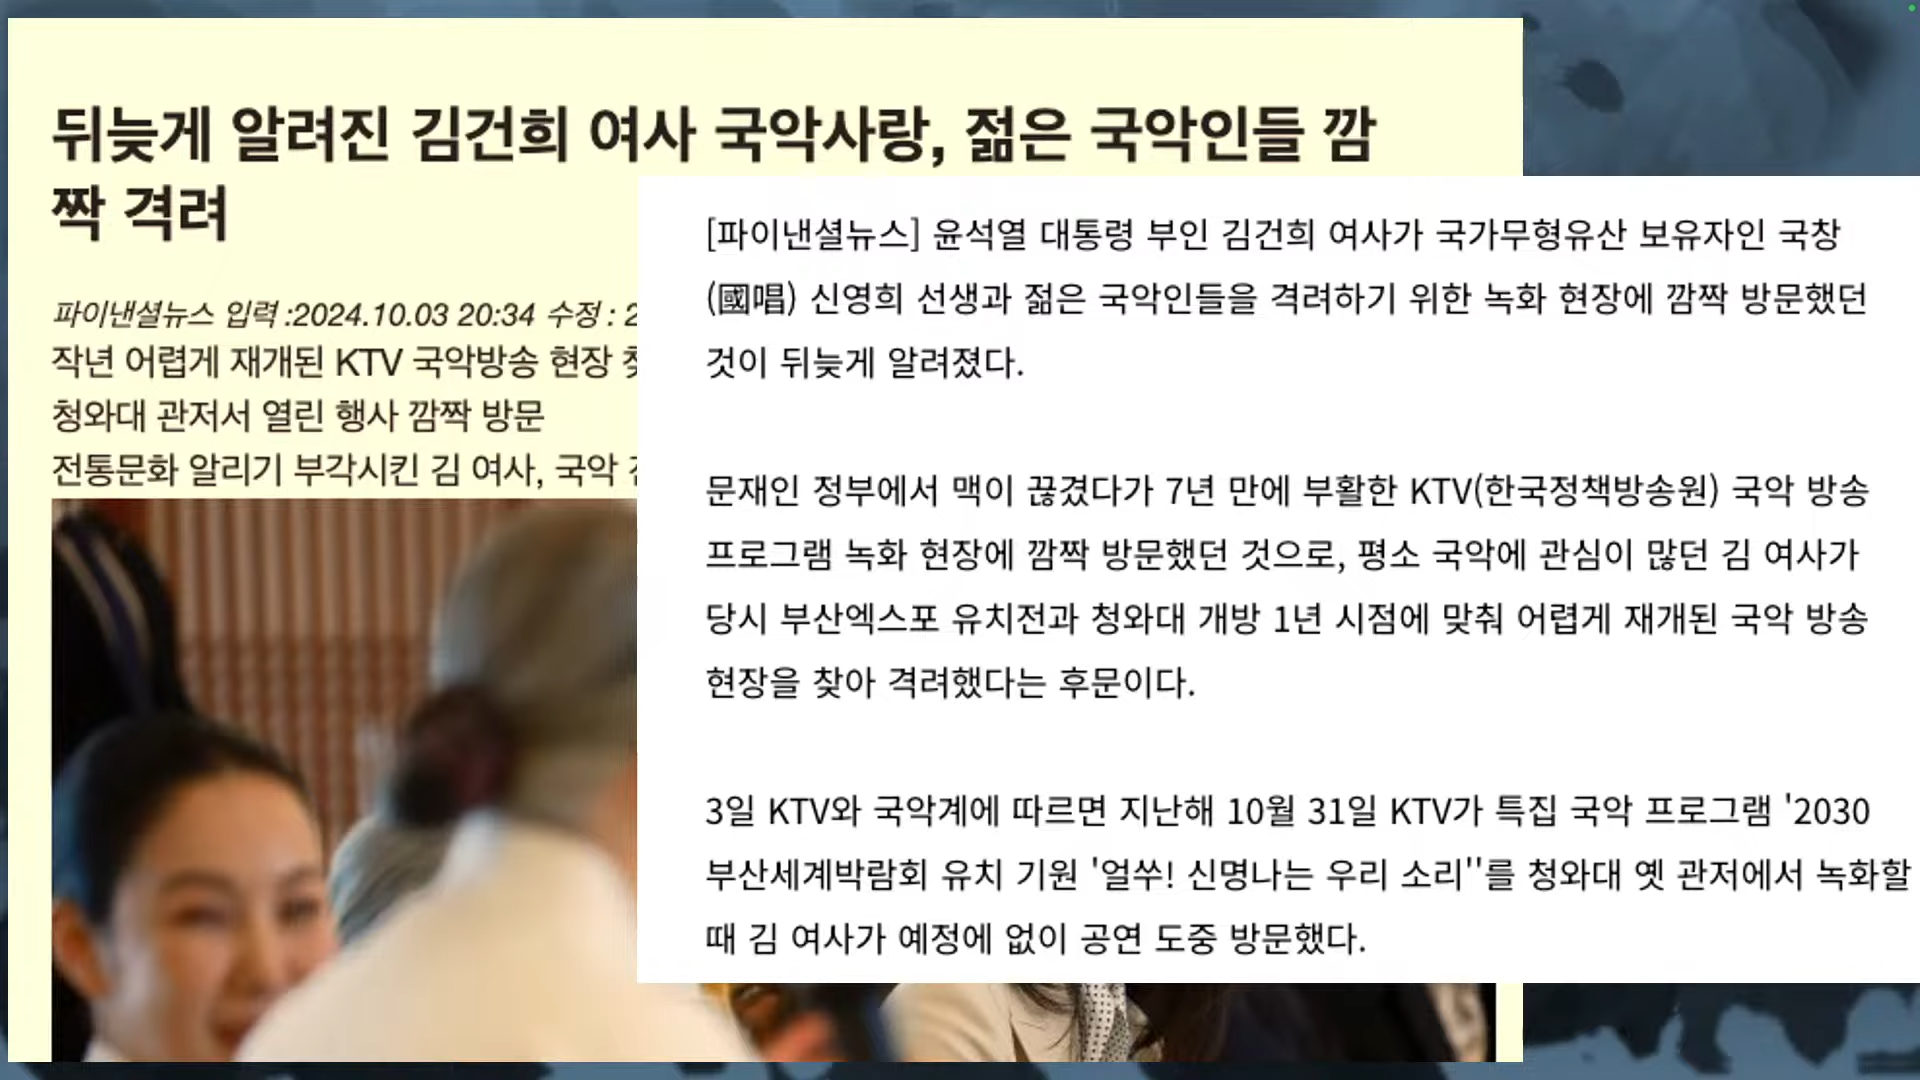 뒤늦게 알려진 김건희 여사 국악사랑, 젊은 국악인들 깜
짝 격려
파이낸셜뉴스 입력 :2024.10.03 20:34 수정 :
작년 어렵게 재개된 KTV 국악방송 현장
청와대 관저서 열린 행사 깜짝 방문
전통문화 알리기 부각시킨 김 여사, 국악
[파이낸셜뉴스] 윤석열 대통령 부인 김건희 여사가 국가무형유산 보유자인 국창
(國唱) 신영희 선생과 젊은 국악인들을 격려하기 위한 녹화 현장에 깜짝 방문했던
것이 뒤늦게 알려졌다.
문재인 정부에서 맥이 끊겼다가 7년 만에 부활한 KTV(한국정책방송원) 국악 방송
프로그램 녹화 현장에 깜짝 방문했던 것으로, 평소 국악에 관심이 많던 김 여사가
당시 부산엑스포 유치전과 청와대 개방 1년 시점에 맞춰 어렵게 재개된 국악 방송
현장을 찾아 격려했다는 후문이다.
3일 KTV와 국악계에 따르면 지난해 10월 31일 KTV가 특집 국악 프로그램 '2030
부산세계박람회 유치 기원 '얼쑤! 신명나는 우리 소리''를 청와대 옛 관저에서 녹화할
때 김 여사가 예정에 없이 공연 도중 방문했다.